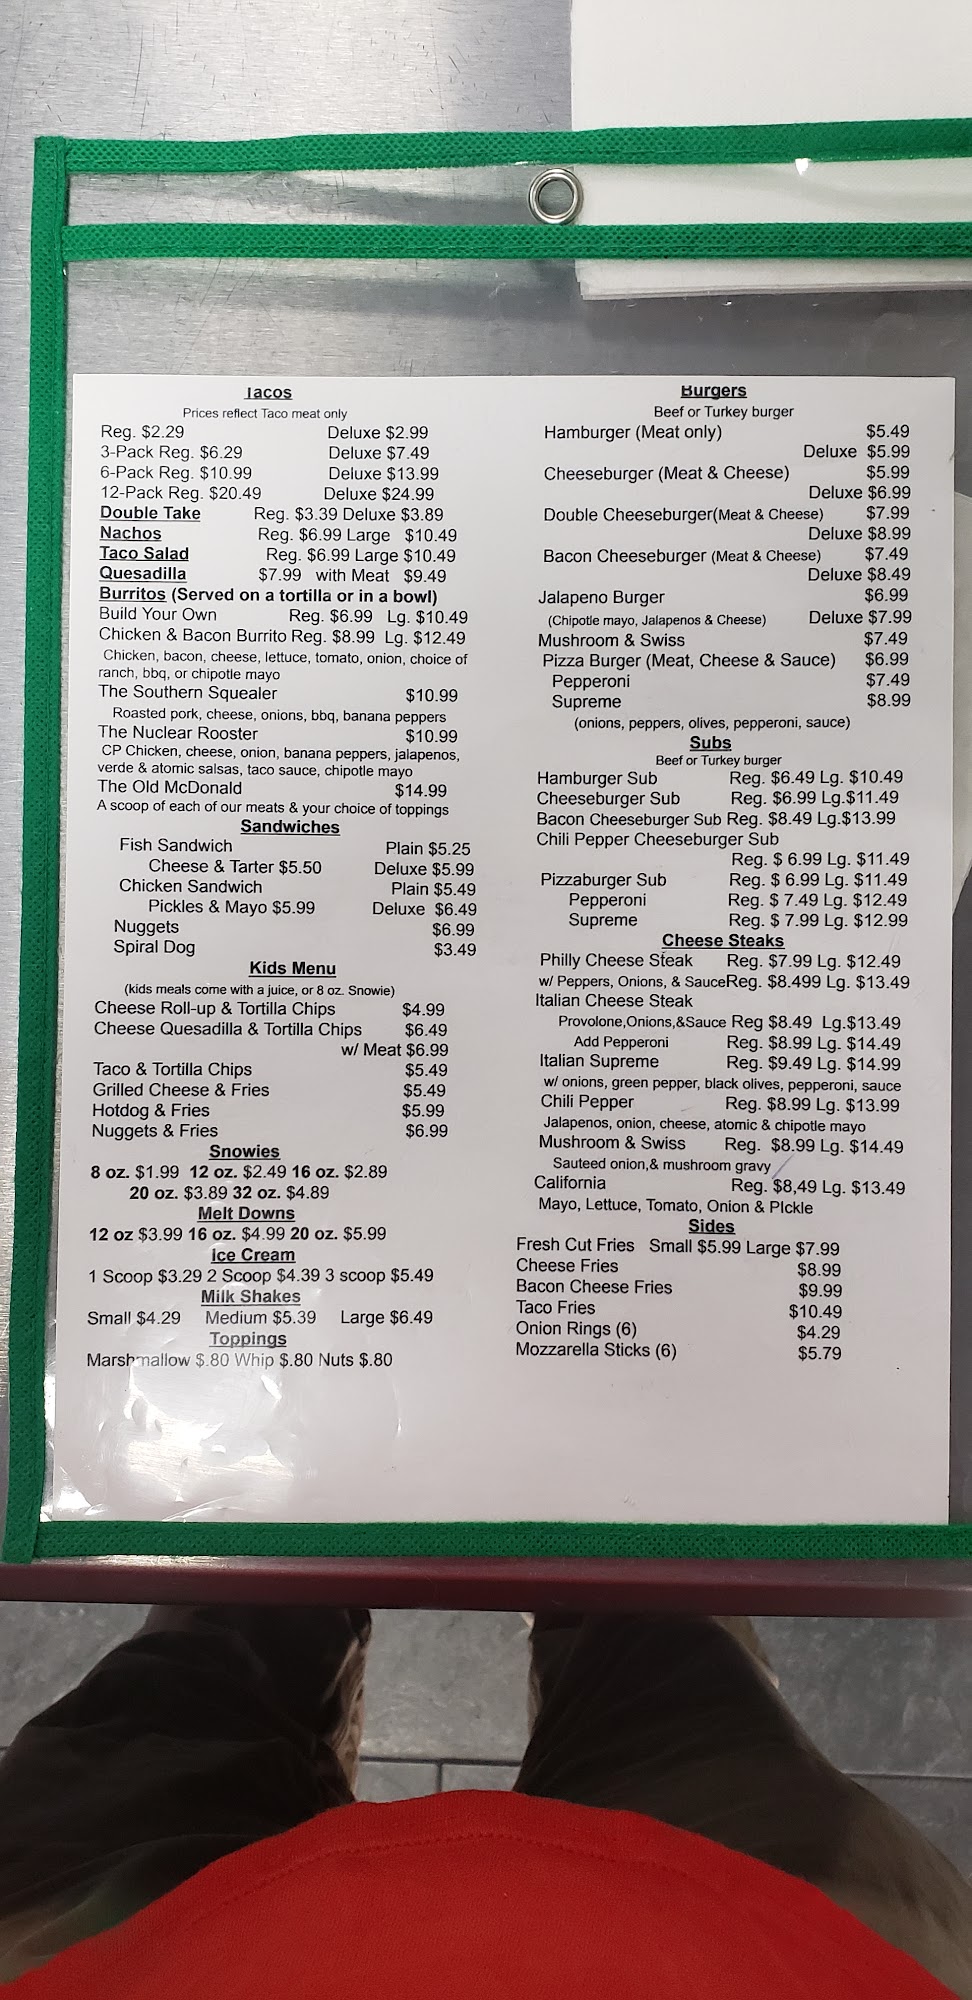 Tacos
Prices reflect Taco meat only
Reg. $2.29 Deluxe $2.99
3-Pack Reg. $6.29 Deluxe $7.49
6-Pack Reg. $10.99 Deluxe $13.99
12-Pack Reg. $20.49 Deluxe $24.99
Double Take Reg. $3.39 Deluxe $3.89
Nachos Reg. $6.99 Large $10.49
Taco Salad Reg. $6.99 Large $10.49
Quesadilla $7.99 with Meat $9.49
Burritos (Served on a tortilla or in a bowl)
Build Your Own Reg. $6.99 Lg. $10.49
Chicken & Bacon Burrito Reg. $8.99 Lg. $12.49
Chicken, bacon, cheese, lettuce, tomato, onion, choice of
ranch, bbq, or chipotle mayo
The Southern Squealer $10.99
Roasted pork, cheese, onions, bbq, banana peppers
The Nuclear Rooster $10.99
CP Chicken, cheese, onion, banana peppers, jalapenos,
verde & atomic salsas, taco sauce, chipotle mayo
The Old McDonald $14.99
A scoop of each of our meats & your choice of toppings
Sandwiches
Fish Sandwich Plain $5.25
Cheese & Tarter $5.50 Deluxe $5.99
Chicken Sandwich Plain $5.49
Pickles & Mayo $5.99 Deluxe $6.49
Nuggets $6.99
Spiral Dog $3.49
Kids Menu
(kids meals come with a juice, or 8 oz. Snowie)
Cheese Roll-up & Tortilla Chips $4.99
Cheese Quesadilla & Tortilla Chips $6.49
w/ Meat $6.99
Taco & Tortilla Chips $5.49
Grilled Cheese & Fries $5.49
Hotdog & Fries $5.99
Nuggets & Fries $6.99
Snowies
8 oz. $1.99 12 oz. $2.49 16 oz. $2.89
20 oz. $3.89 32 oz. $4.89
Melt Downs
12 oz $3.99 16 oz. $4.99 20 oz. $5.99
Ice Cream
1 Scoop $3.29 2 Scoop $4.39 3 scoop $5.49
Milk Shakes
Small $4.29 Medium $5.39 Large $6.49
Toppings
Marshmallow $.80 Whip $.80 Nuts $.80
Burgers
Beef or Turkey burger
Hamburger (Meat only) $5.49
Deluxe $5.99
Cheeseburger (Meat & Cheese) $5.99
Deluxe $6.99
Double Cheeseburger(Meat & Cheese) $7.99
Deluxe $8.99
Bacon Cheeseburger (Meat & Cheese) $7.49
Deluxe $8.49
Jalapeno Burger $6.99
(Chipotle mayo, Jalapenos & Cheese) Deluxe $7.99
Mushroom & Swiss $7.49
Pizza Burger (Meat, Cheese & Sauce) $6.99
Pepperoni $7.49
Supreme $8.99
(onions, peppers, olives, pepperoni, sauce)
Subs
Beef or Turkey burger
Hamburger Sub Reg. $6.49 Lg. $10.49
Cheeseburger Sub Reg. $6.99 Lg.$11.49
Bacon Cheeseburger Sub Reg. $8.49 Lg.$13.99
Chili Pepper Cheeseburger Sub
Reg. $ 6.99 Lg. $11.49
Pizzaburger Sub Reg. $ 6.99 Lg. $11.49
Pepperoni Reg. $ 7.49 Lg. $12.49
Supreme Reg. $ 7.99 Lg. $12.99
Cheese Steaks
Philly Cheese Steak Reg. $7.99 Lg. $12.49
w/ Peppers, Onions, & SauceReg. $8.499 Lg. $13.49
Italian Cheese Steak
Provolone,Onions,&Sauce Reg $8.49 Lg.$13.49
Add Pepperoni Reg. $8.99 Lg. $14.49
Italian Supreme Reg. $9.49 Lg. $14.99
w/ onions, green pepper, black olives, pepperoni, sauce
Chili Pepper Reg. $8.99 Lg. $13.99
Jalapenos, onion, cheese, atomic & chipotle mayo
Mushroom & Swiss Reg. $8.99 Lg. $14.49
Sauteed onion,& mushroom gravy
California Reg. $8,49 Lg. $13.49
Mayo, Lettuce, Tomato, Onion & PIckle
Sides
Fresh Cut Fries Small $5.99 Large $7.99
Cheese Fries $8.99
Bacon Cheese Fries $9.99
Taco Fries $10.49
Onion Rings (6) $4.29
Mozzarella Sticks (6) $5.79